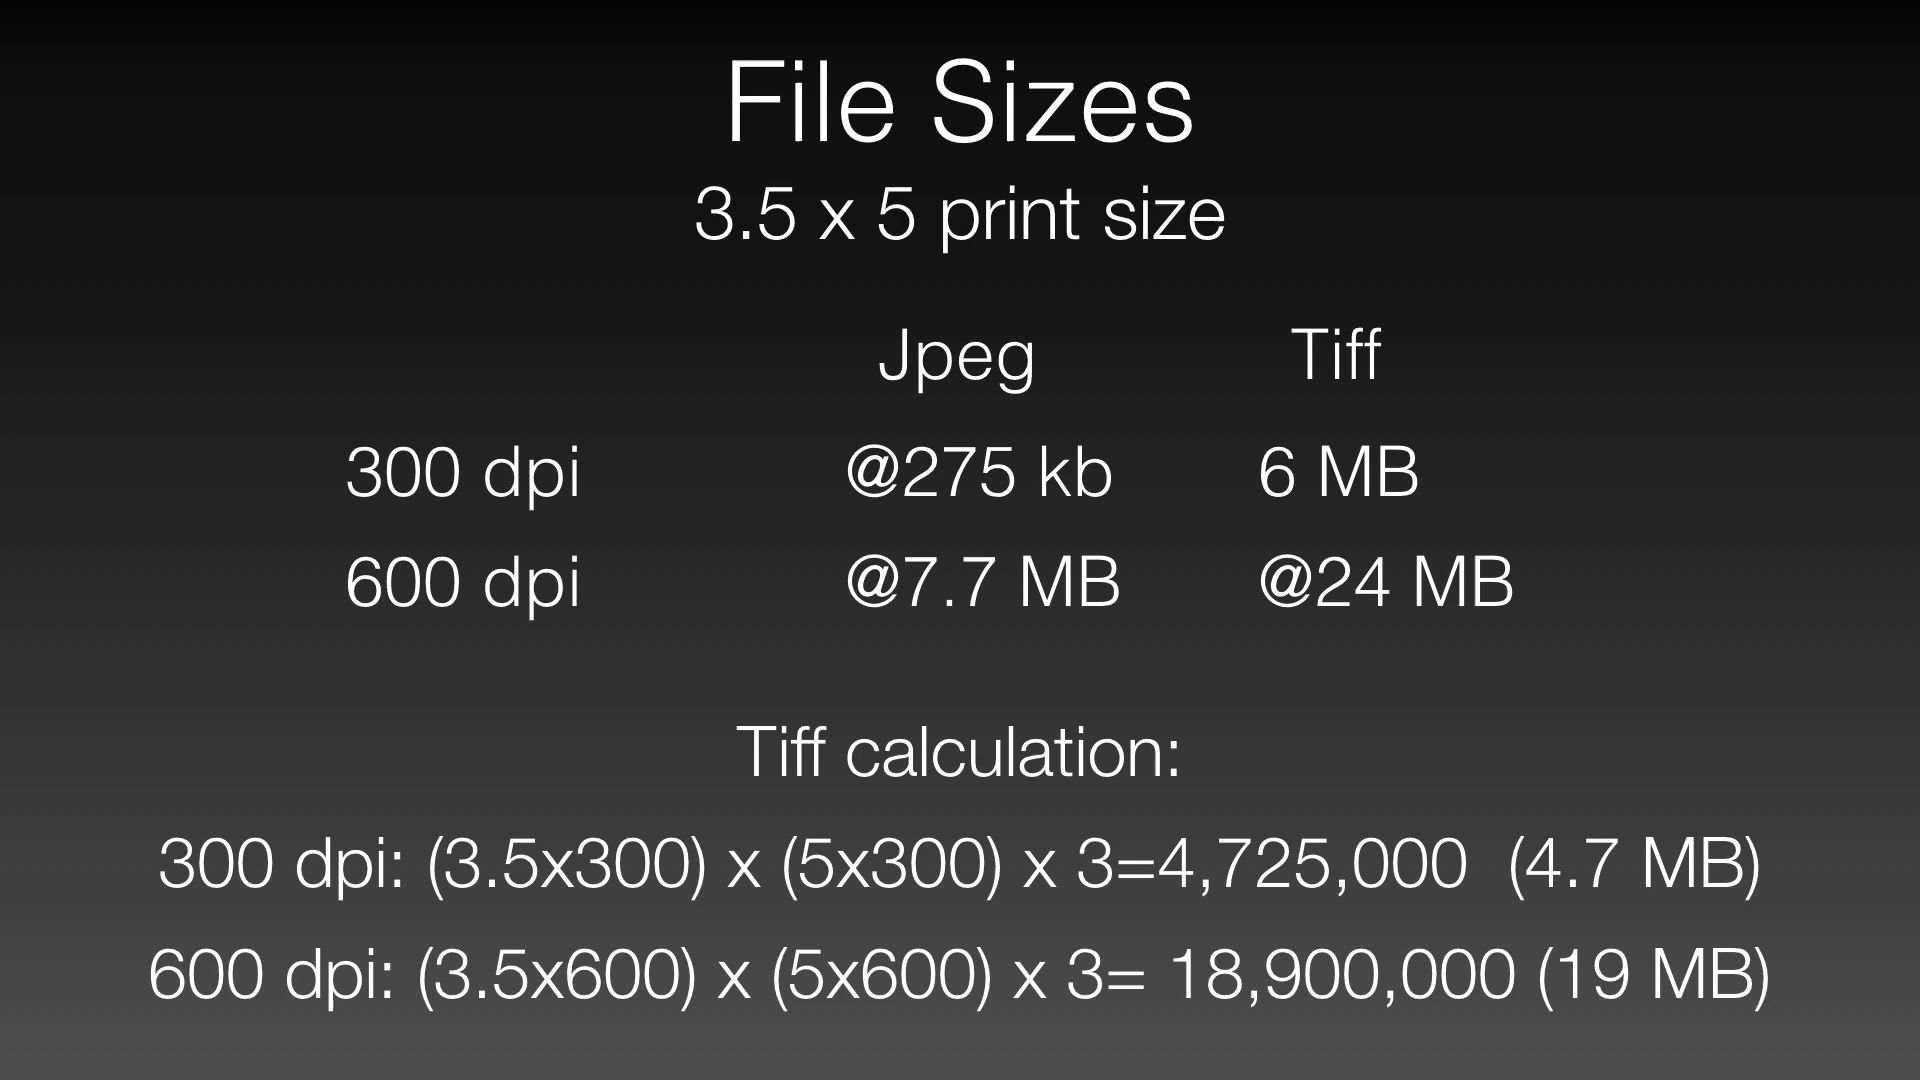 File Sizes
3.5 x 5 print size
Jpeg Tiff
300 dpi @275 kb 6 MB
600 dpi @7.7 MB @24 MB
Tiff calculation:
300 dpi: (3.5x300) x (5x300) x 3=4,725,000 (4.7 MB)
600 dpi: (3.5x600) x (5x600) x 3= 18,900,000 (19 MB)